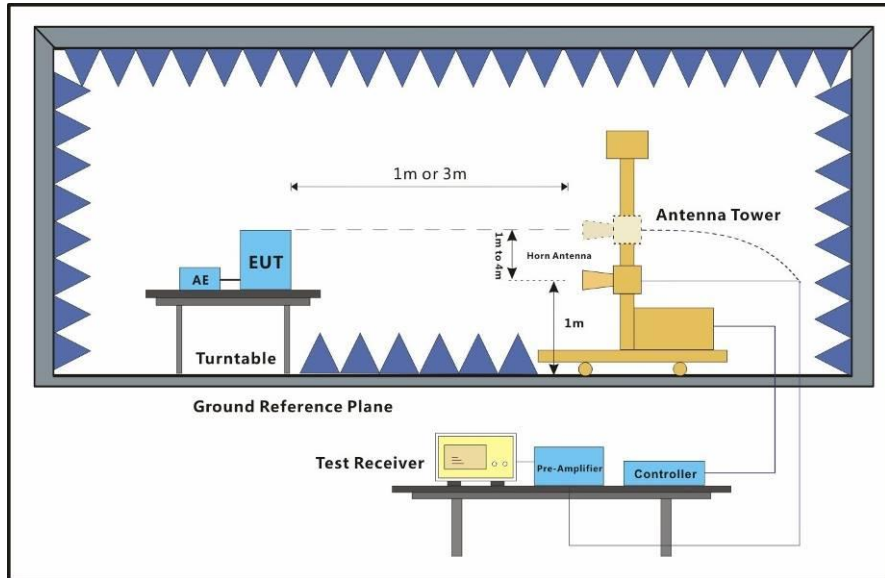 1m or 3m
Antenna Tower
1m to 4m
Horn Antenna
EUT
AE
1m
Turntable
Ground Reference Plane
Test Receiver
Pre-Amplifier
Controller